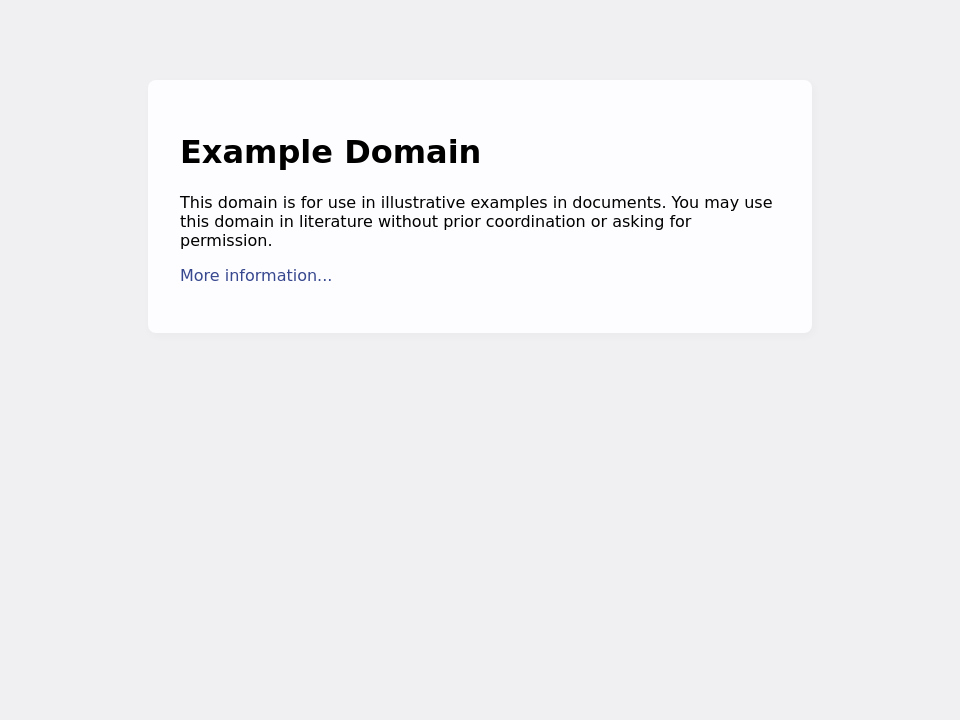 Example Domain
This domain is for use in illustrative examples in documents. You may use
this domain in literature without prior coordination or asking for
permission.
More information...